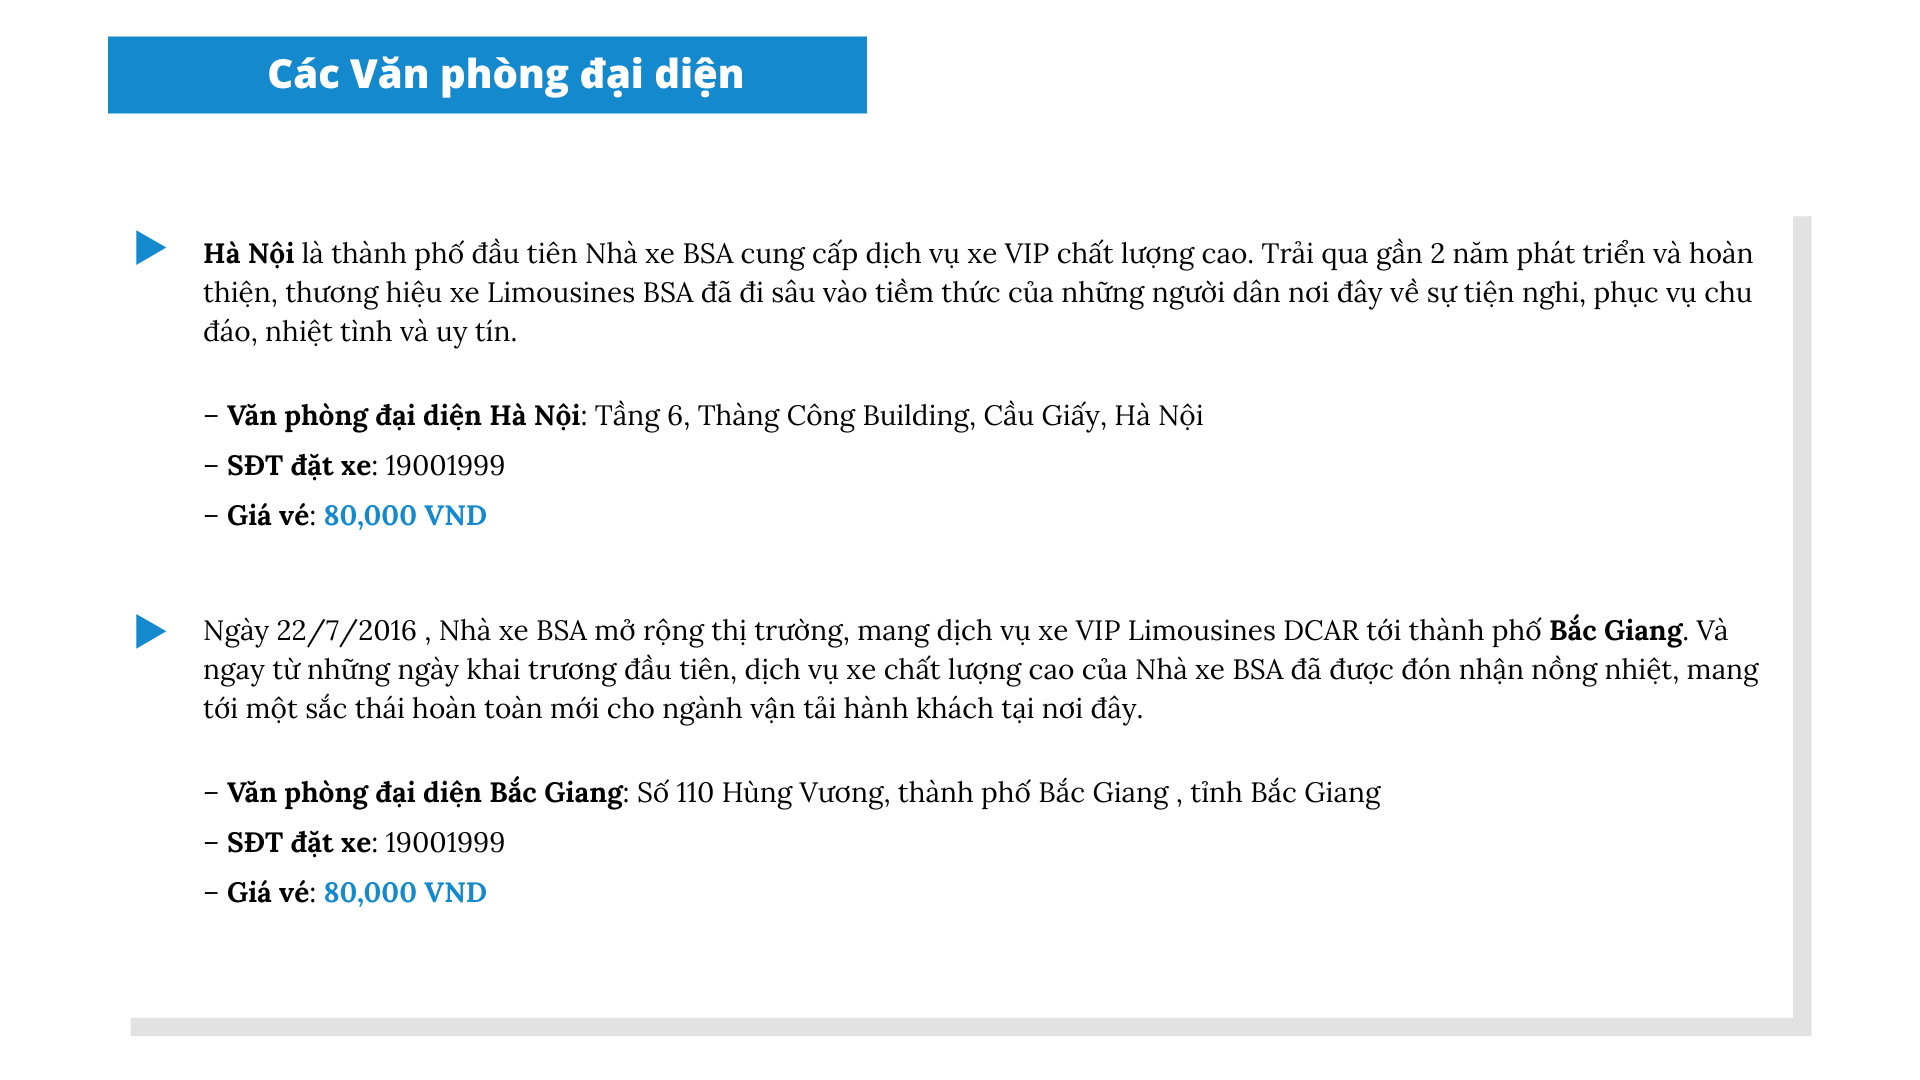 Các Văn phòng đại diện
Hà Nội là thành phố đầu tiên Nhà xe BSA cung cấp dịch vụ xe VIP chất lượng cao. Trải qua gần 2 năm phát triển và hoàn
thiện, thương hiệu xe Limousines BSA đã đi sâu vào tiềm thức của những người dân nơi đây về sự tiện nghi, phục vụ chu
đáo, nhiệt tình và uy tín.
– Văn phòng đại diện Hà Nội: Tầng 6, Thàng Công Building, Cầu Giấy, Hà Nội
– SĐT đặt xe: 19001999
– Giá vé: 80,000 VND
Ngày 22/7/2016 , Nhà xe BSA mở rộng thị trường, mang dịch vụ xe VIP Limousines DCAR tới thành phố Bắc Giang. Và
ngay từ những ngày khai trương đầu tiên, dịch vụ xe chất lượng cao của Nhà xe BSA đã được đón nhận nồng nhiệt, mang
tới một sắc thái hoàn toàn mới cho ngành vận tải hành khách tại nơi đây.
– Văn phòng đại diện Bắc Giang: Số 110 Hùng Vương, thành phố Bắc Giang , tỉnh Bắc Giang
– SĐT đặt xe: 19001999
– Giá vé: 80,000 VND